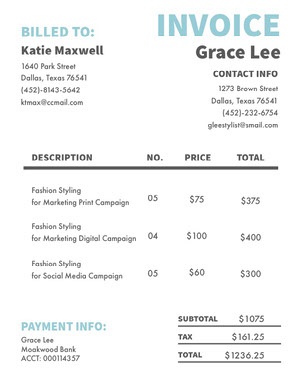 INVOICE
BILLED TO:
Katie Maxwell
1640 Park Street
Dallas, Texas 76541
(452)-8143-5642
ktmax@ccmail.com
Grace Lee
CONTACT INFO
1273 Brown Street
Dallas, Texas 76541
(452)-232-6754
gleestylist@smail.com
DESCRIPTION NO. PRICE TOTAL
Fashion Styling
for Marketing Print Campaign 05 $75 $375
Fashion Styling
for Marketing Digital Campaign 04 $100 $400
Fashion Styling
for Social Media Campaign 05 $60 $300
SUBTOTAL $1075
TAX $161.25
TOTAL $1236.25
PAYMENT INFO:
Grace Lee
Moakwood Bank
ACCT: 000114357